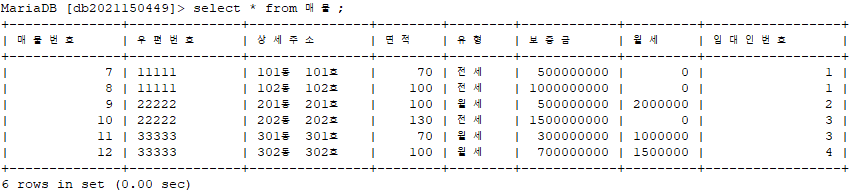 MariaDB [db2021150449]> select * from 매물 ;
+----------+----------+---------------+------+------+------------+---------+------------+
| 매물번호 | 우편번호 | 상세주소 |면적 | 유형 | 보증금 | 월세 | 임대인번호 |
+----------+----------+---------------+------+------+------------+---------+------------+
| 7 | 11111 | 101동 101호 | 70 | 전세 | 500000000 | 0 | 1 |
| 8 | 11111 | 102동 102호 | 100 | 전세 | 1000000000 | 0 | 1 |
| 9 | 22222 | 201동 201호 | 100 | 월세 | 500000000 | 2000000 | 2 |
| 10 | 22222 | 202동 202호 | 130 | 전세 | 1500000000 | 0 | 3 |
| 11 | 33333 | 301동 301호 | 70 | 월세 | 300000000 | 1000000 | 3 |
| 12 | 33333 | 302동 302호 | 100 | 월세 | 700000000 | 1500000 | 4 |
+----------+----------+---------------+------+------+------------+---------+------------+
6 rows in set (0.00 sec)